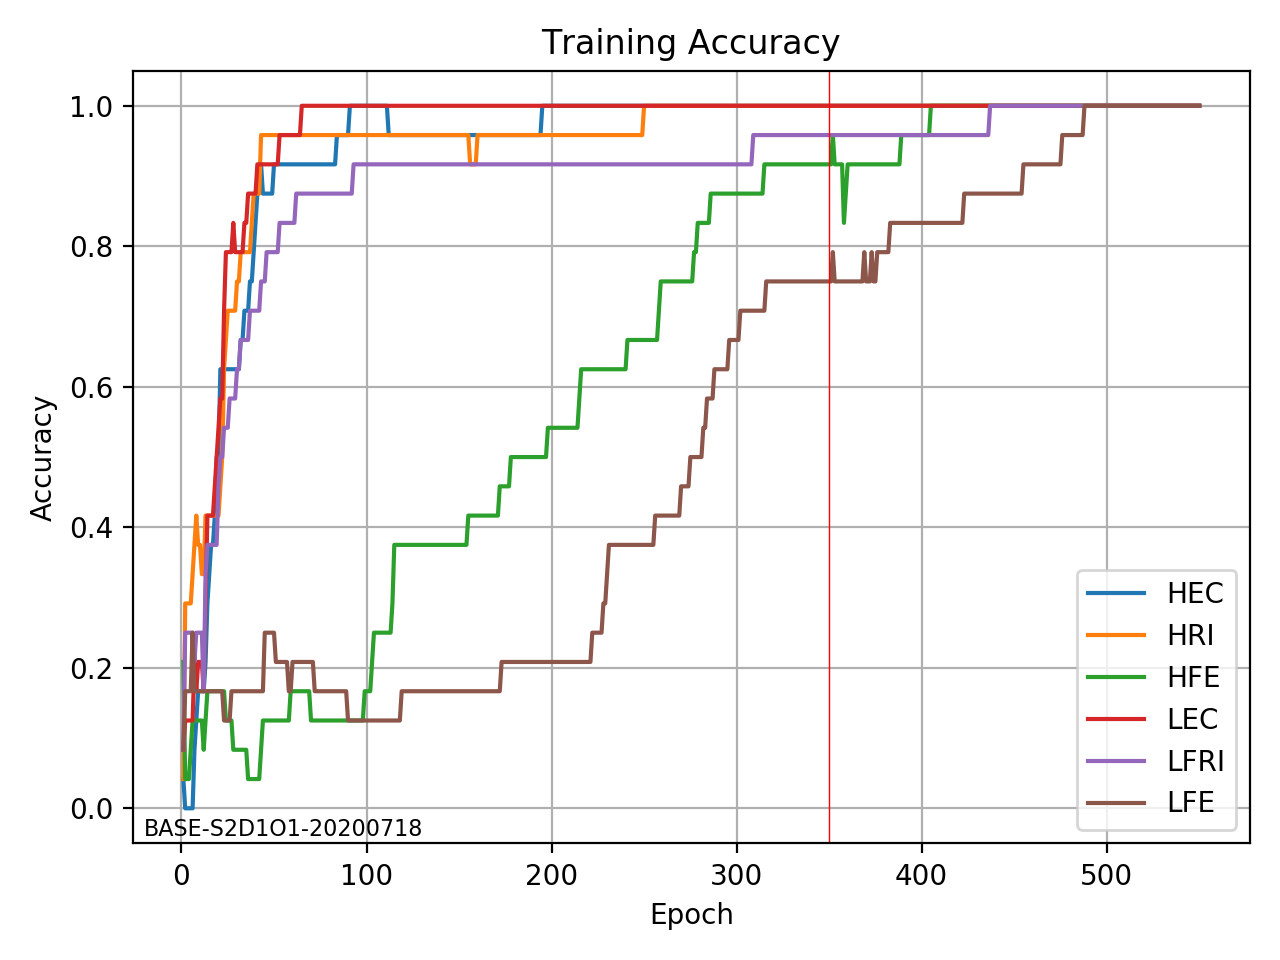 Training Accuracy
1.0
0.8
0.6
0.4
0.2
0.0
Accuracy
HEC
HRI
HFE
LEC
LFRI
LFE
BASE-S2D1O1-20200718
0 100 200 300 400 500
Epoch